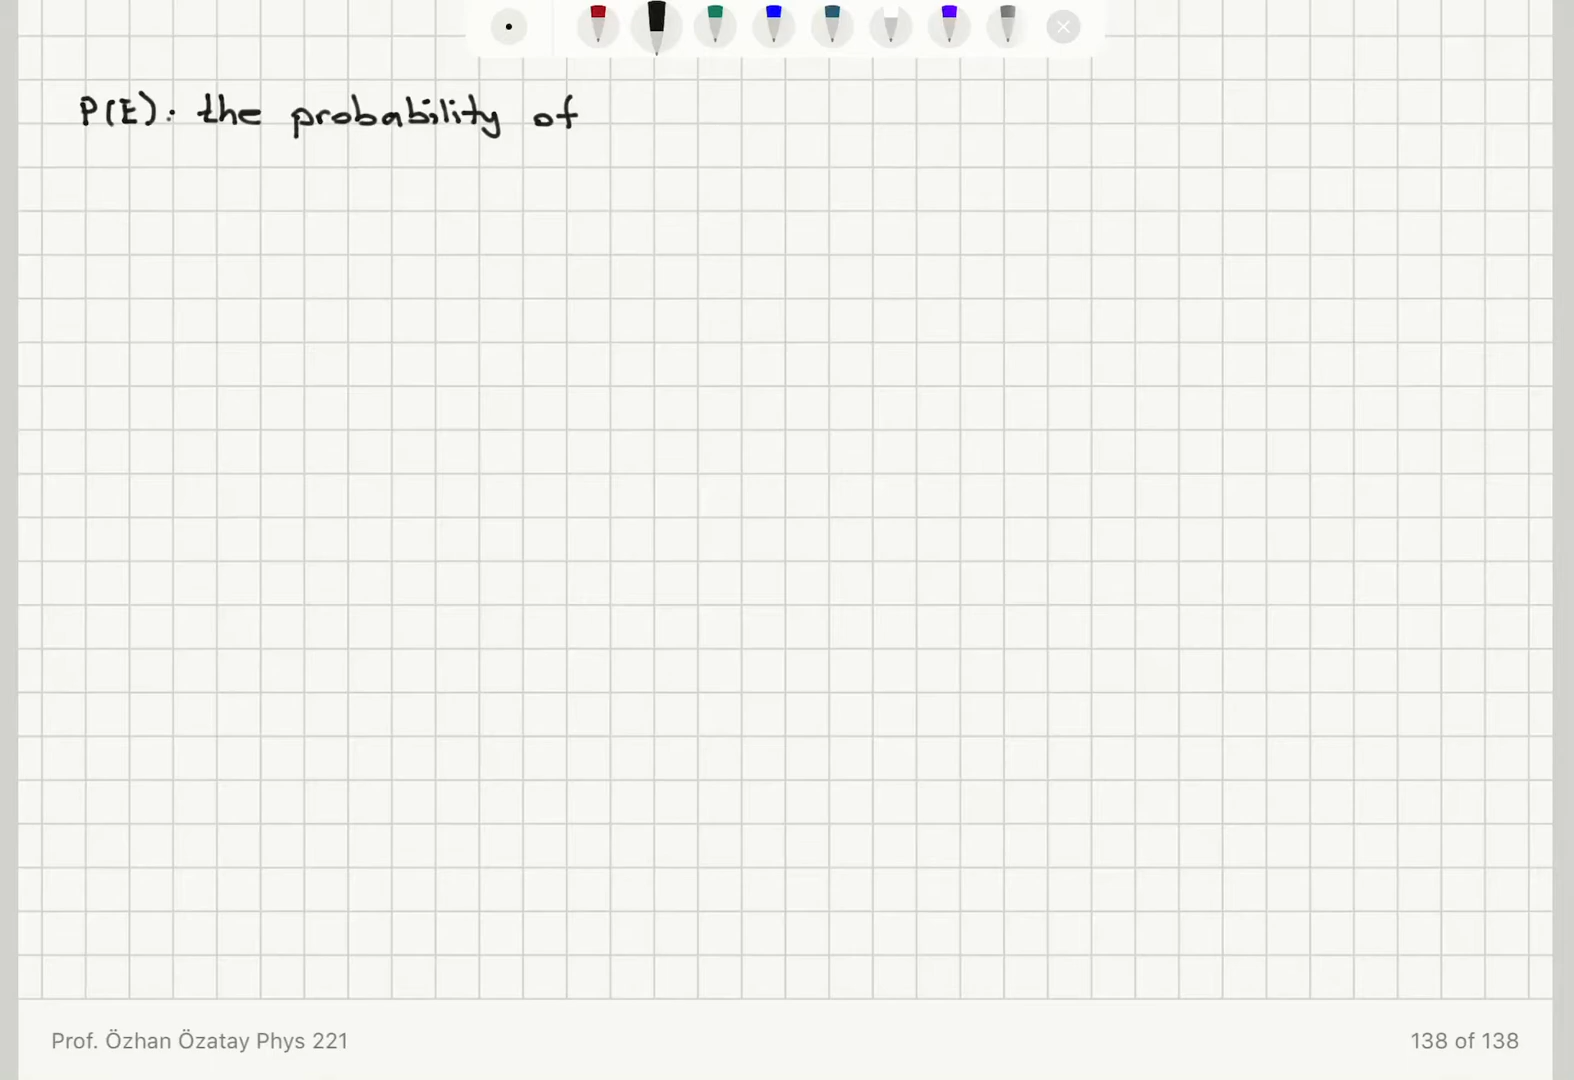 P(E): the probability of
Prof. Özhan Özatay Phys 221
138 of 138